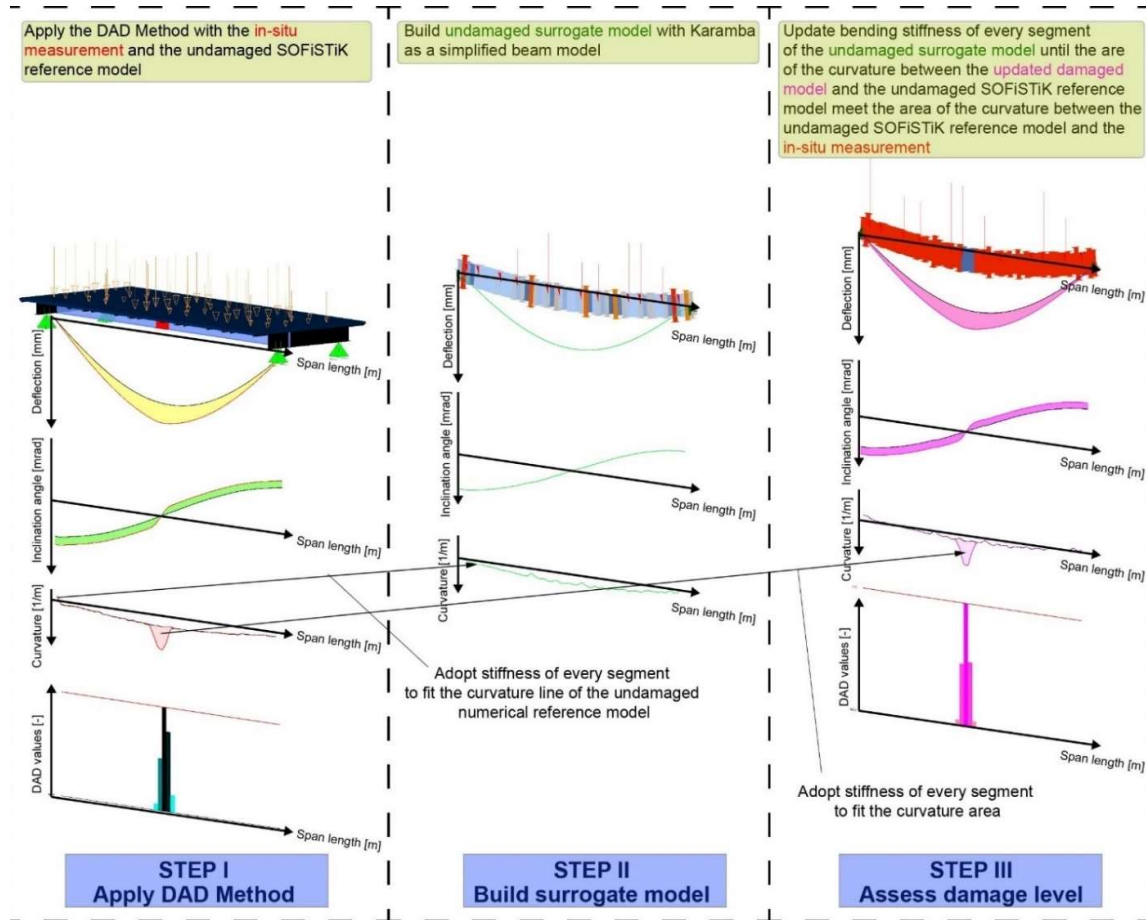 Apply the DAD Method with the in-situ
measurement and the undamaged SOFiSTiK
reference model
Deflection [mm]
Span length [m]
Inclination angle [mrad]
Span length [m]
Curvature [1/m]
Span length [m]
DAD values [-]
Span length [m]
STEP I
Apply DAD Method
Build undamaged surrogate model with Karamba
as a simplified beam model
Deflection [mm]
Span length [m]
Inclination angle [mrad]
Span length [m]
Curvature [1/m]
Span length [m]
Adopt stiffness of every segment
to fit the curvature line of the undamaged
numerical reference model
STEP II
Build surrogate model
Update bending stiffness of every segment
of the undamaged surrogate model until the are
of the curvature between the updated damaged
model and the undamaged SOFiSTiK reference
model meet the area of the curvature between the
undamaged SOFiSTiK reference model and the
in-situ measurement
Deflection [mm]
Span length [m]
Inclination angle [mrad]
Span length [m]
Curvature [1/m]
Span length [m]
DAD values [-]
Span length [m]
Adopt stiffness of every segment
to fit the curvature area
STEP III
Assess damage level